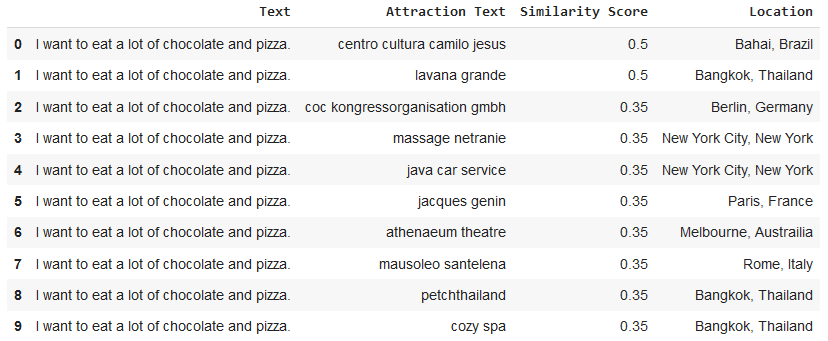 Text Attraction Text Similarity Score Location
0 I want to eat a lot of chocolate and pizza. centro cultura camilo jesus 0.5 Bahai, Brazil
1 I want to eat a lot of chocolate and pizza. lavana grande 0.5 Bangkok, Thailand
2 I want to eat a lot of chocolate and pizza. coc kongressorganisation gmbh 0.35 Berlin, Germany
3 I want to eat a lot of chocolate and pizza. massage netranie 0.35 New York City, New York
4 I want to eat a lot of chocolate and pizza. java car service 0.35 New York City, New York
5 I want to eat a lot of chocolate and pizza. jacques genin 0.35 Paris, France
6 I want to eat a lot of chocolate and pizza. athenaeum theatre 0.35 Melbourne, Austrailia
7 I want to eat a lot of chocolate and pizza. mausoleo santelena 0.35 Rome, Italy
8 I want to eat a lot of chocolate and pizza. petchthailand 0.35 Bangkok, Thailand
9 I want to eat a lot of chocolate and pizza. cozy spa 0.35 Bangkok, Thailand